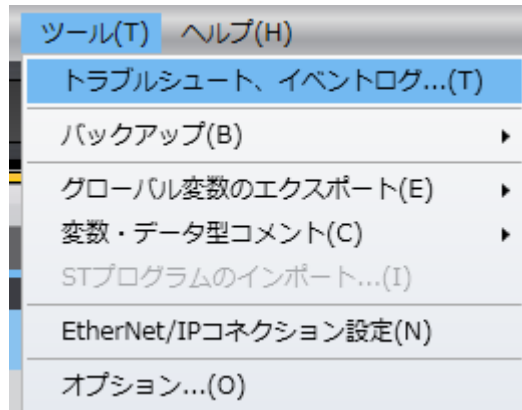 ツール(T) ヘルプ(H)
トラブルシュート、イベントログ...(T)
バックアップ(B)
グローバル変数のエクスポート(E)
変数・データ型コメント(C)
STプログラムのインポート...(I)
EtherNet/IPコネクション設定(N)
オプション...(O)